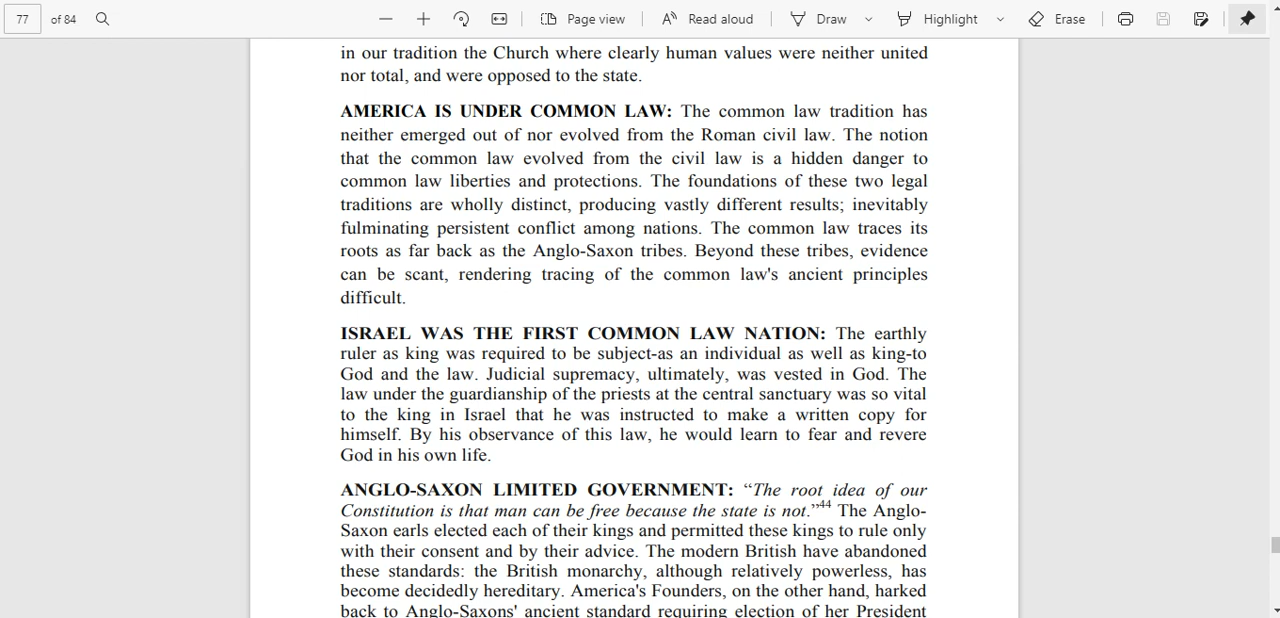 77 of 84 Page view Read aloud Draw Highlight Erase
in our tradition the Church where clearly human values were neither united
nor total, and were opposed to the state.
AMERICA IS UNDER COMMON LAW: The common law tradition has
neither emerged out of nor evolved from the Roman civil law. The notion
that the common law evolved from the civil law is a hidden danger to
common law liberties and protections. The foundations of these two legal
traditions are wholly distinct, producing vastly different results; inevitably
fulminating persistent conflict among nations. The common law traces its
roots as far back as the Anglo-Saxon tribes. Beyond these tribes, evidence
can be scant, rendering tracing of the common law's ancient principles
difficult.
ISRAEL WAS THE FIRST COMMON LAW NATION: The earthly
ruler as king was required to be subject-as an individual as well as king-to
God and the law. Judicial supremacy, ultimately, was vested in God. The
law under the guardianship of the priests at the central sanctuary was so vital
to the king in Israel that he was instructed to make a written copy for
himself. By his observance of this law, he would learn to fear and revere
God in his own life.
ANGLO-SAXON LIMITED GOVERNMENT: “The root idea of our
Constitution is that man can be free because the state is not.”44 The Anglo-
Saxon earls elected each of their kings and permitted these kings to rule only
with their consent and by their advice. The modern British have abandoned
these standards: the British monarchy, although relatively powerless, has
become decidedly hereditary. America's Founders, on the other hand, harked
back to Anglo-Saxons' ancient standard requiring election of her President